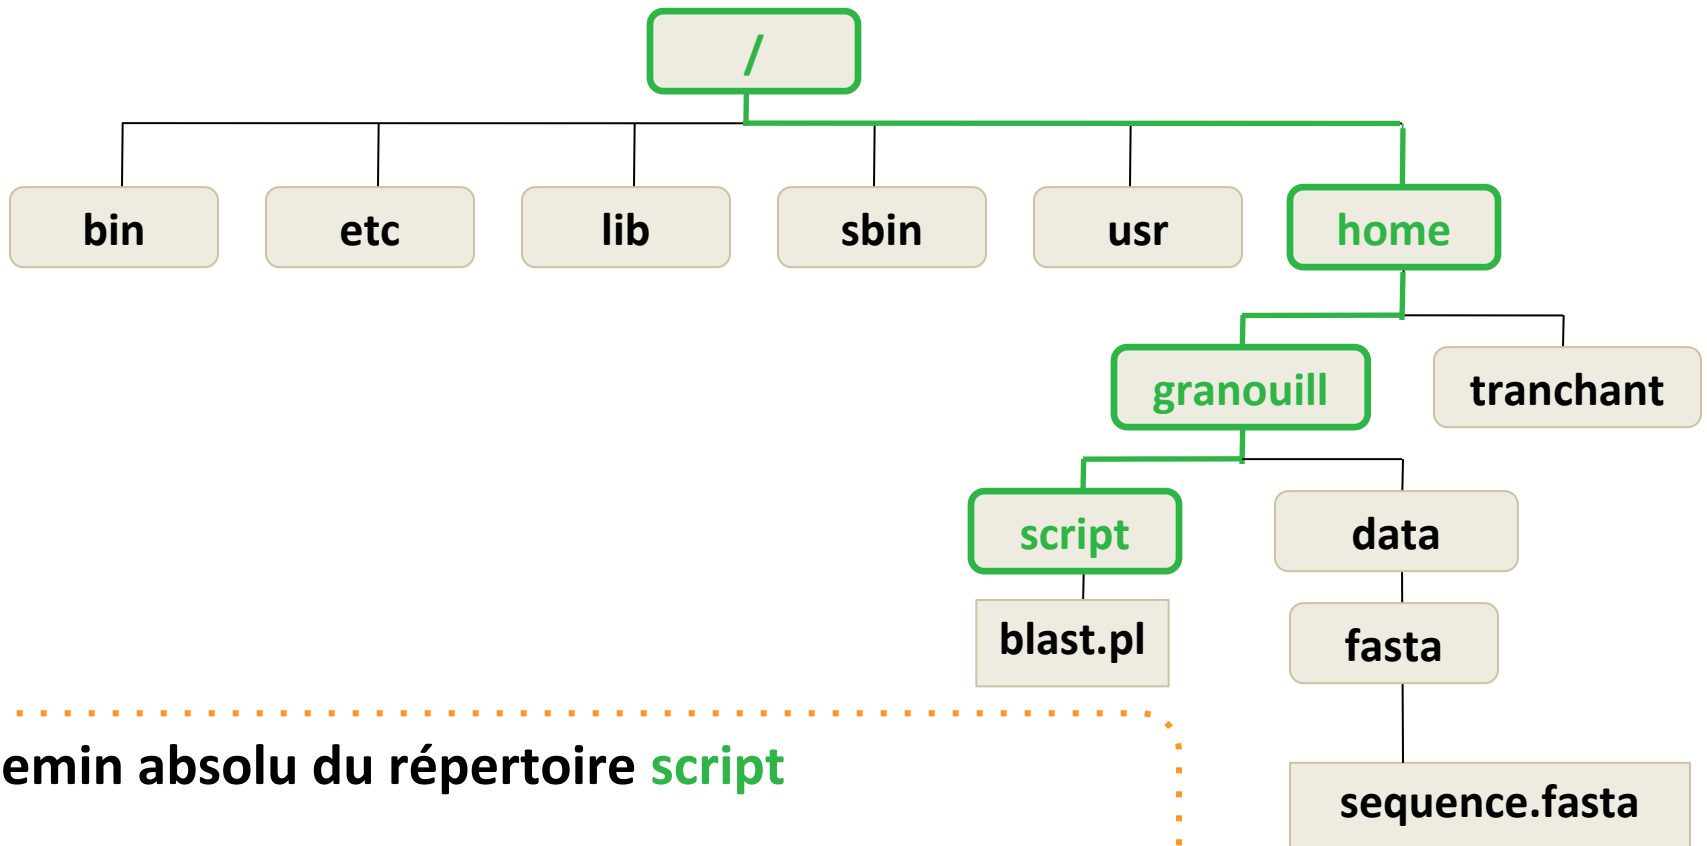 /
bin etc lib sbin usr home
granouill tranchant
script data
blast.pl fasta
emin absolu du répertoire script
sequence.fasta